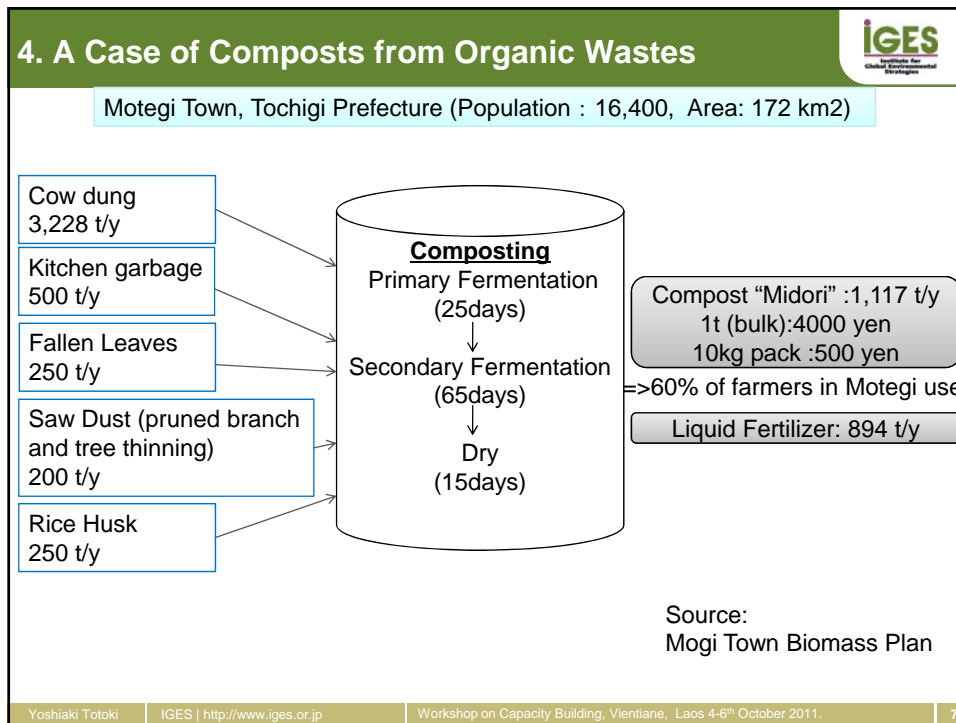 4. A Case of Composts from Organic Wastes
iGES
Institute for
Global Environmental
Strategies
Motegi Town, Tochigi Prefecture (Population：16,400, Area: 172 km2)
Cow dung
3,228 t/y
Kitchen garbage
500 t/y
Fallen Leaves
250 t/y
Saw Dust (pruned branch
and tree thinning)
200 t/y
Rice Husk
250 t/y
Composting
Primary Fermentation
(25days)
Secondary Fermentation
(65days)
Dry
(15days)
Compost “Midori” :1,117 t/y
1t (bulk):4000 yen
10kg pack :500 yen
=>60% of farmers in Motegi use
Liquid Fertilizer: 894 t/y
Source:
Mogi Town Biomass Plan
Yoshiaki Totoki IGES | http://www.iges.or.jp Workshop on Capacity Building, Vientiane, Laos 4-6th October 2011. 7